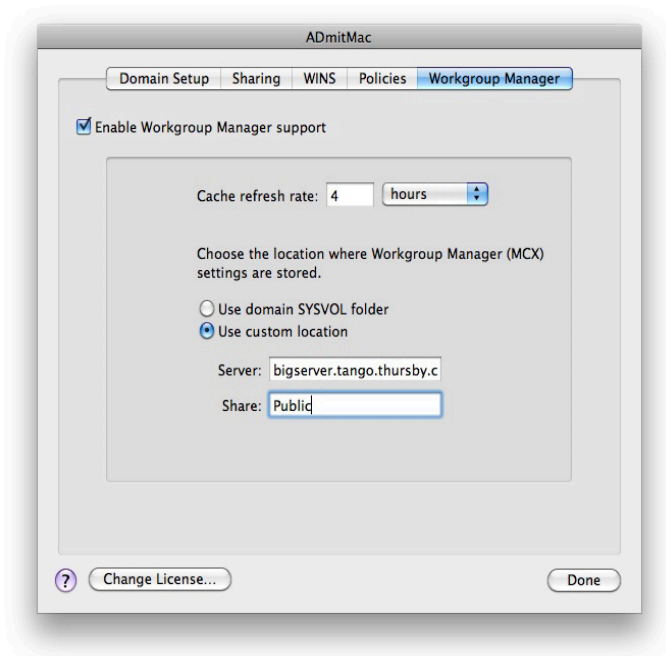 ADmitMac
Domain Setup Sharing WINS Policies Workgroup Manager
Enable Workgroup Manager support
Cache refresh rate: 4 hours
Choose the location where Workgroup Manager (MCX)
settings are stored.
Use domain SYSVOL folder
Use custom location
Server: bigserver.tango.thursby.c
Share: Public
? Change License... Done